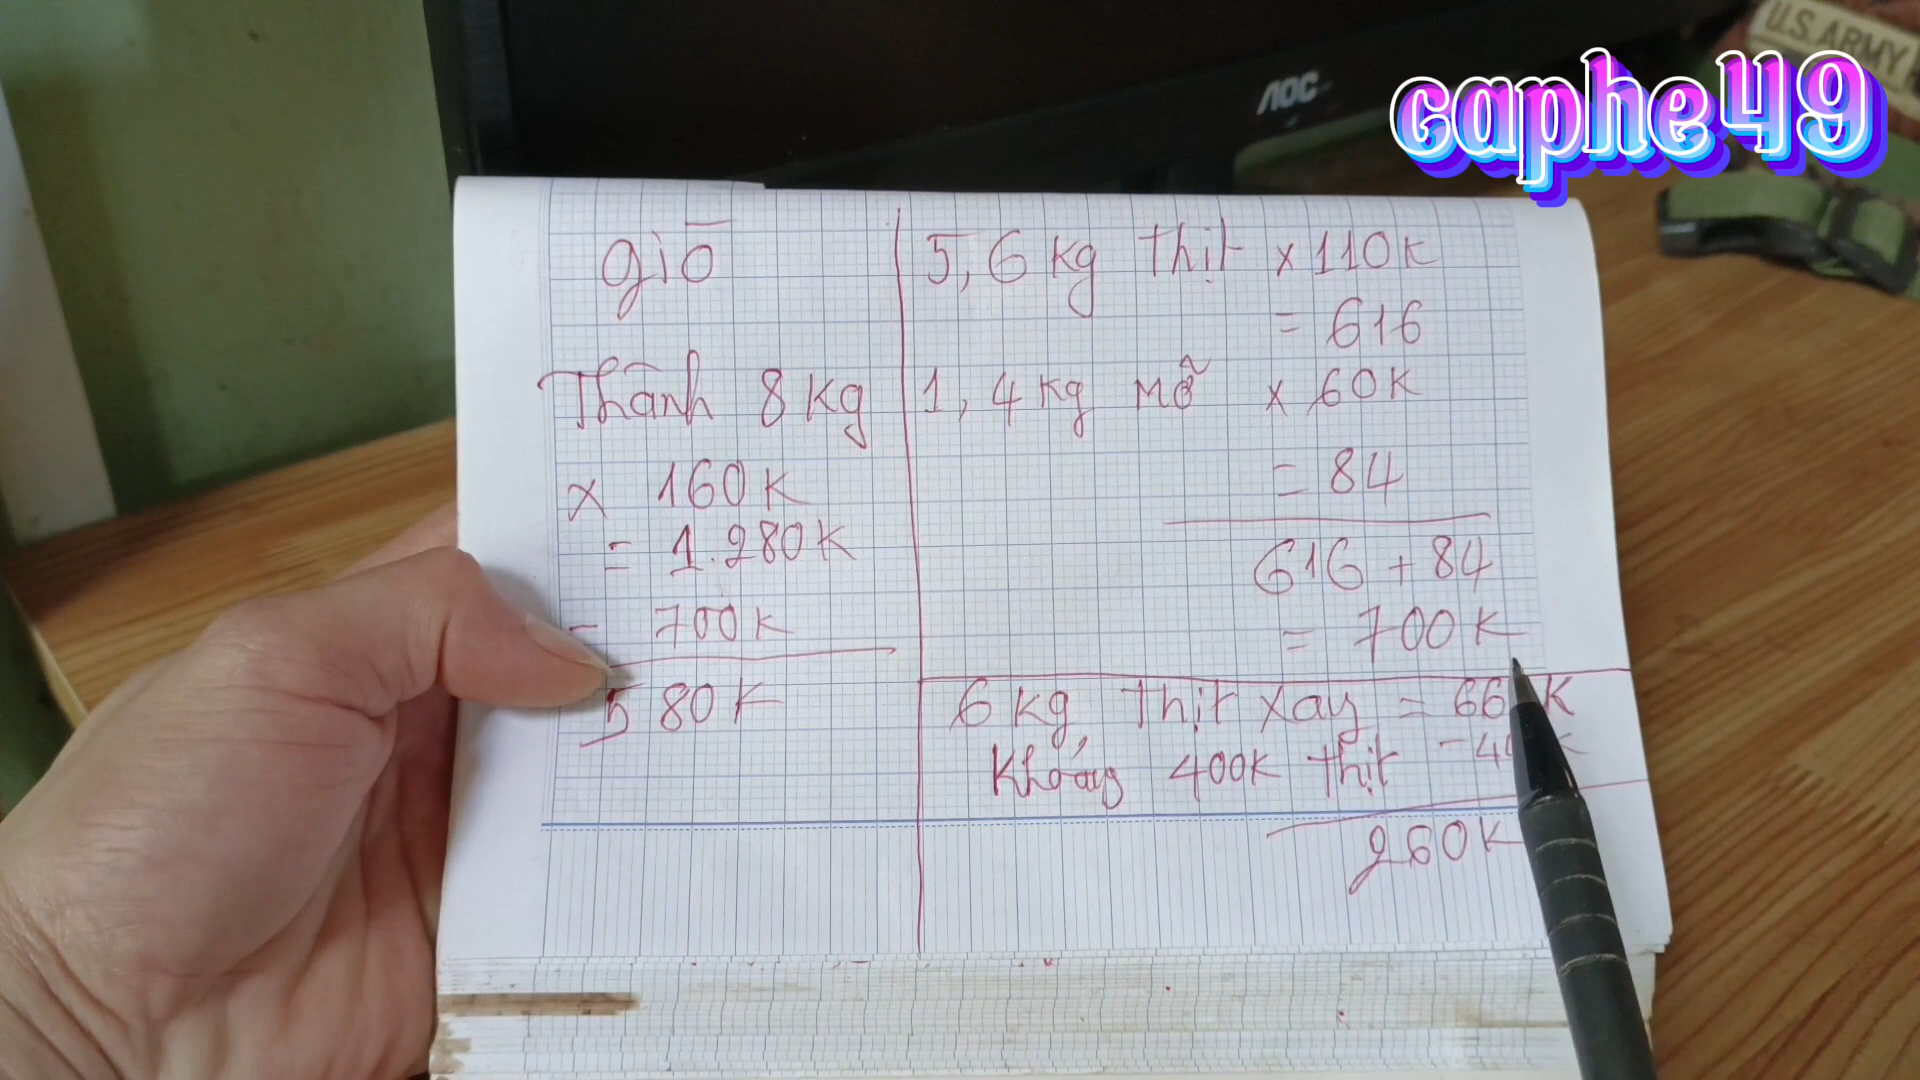 U.S. ARMY
AOC
caphe49
giò
Thành 8 kg
x 160K
= 1.280K
- 700K
580K
5,6 kg thịt x 110K
= 616
1,4 kg mỡ x 60K
= 84
616 + 84
= 700K
6 kg thịt xay =
Khoảng 400K thịt
260K